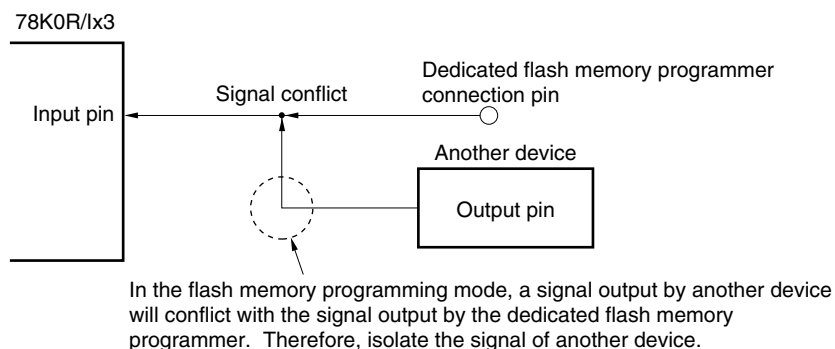 78K0R/Ix3
Dedicated flash memory programmer
connection pin
Signal conflict
Input pin
Another device
Output pin
In the flash memory programming mode, a signal output by another device
will conflict with the signal output by the dedicated flash memory
programmer.  Therefore, isolate the signal of another device.